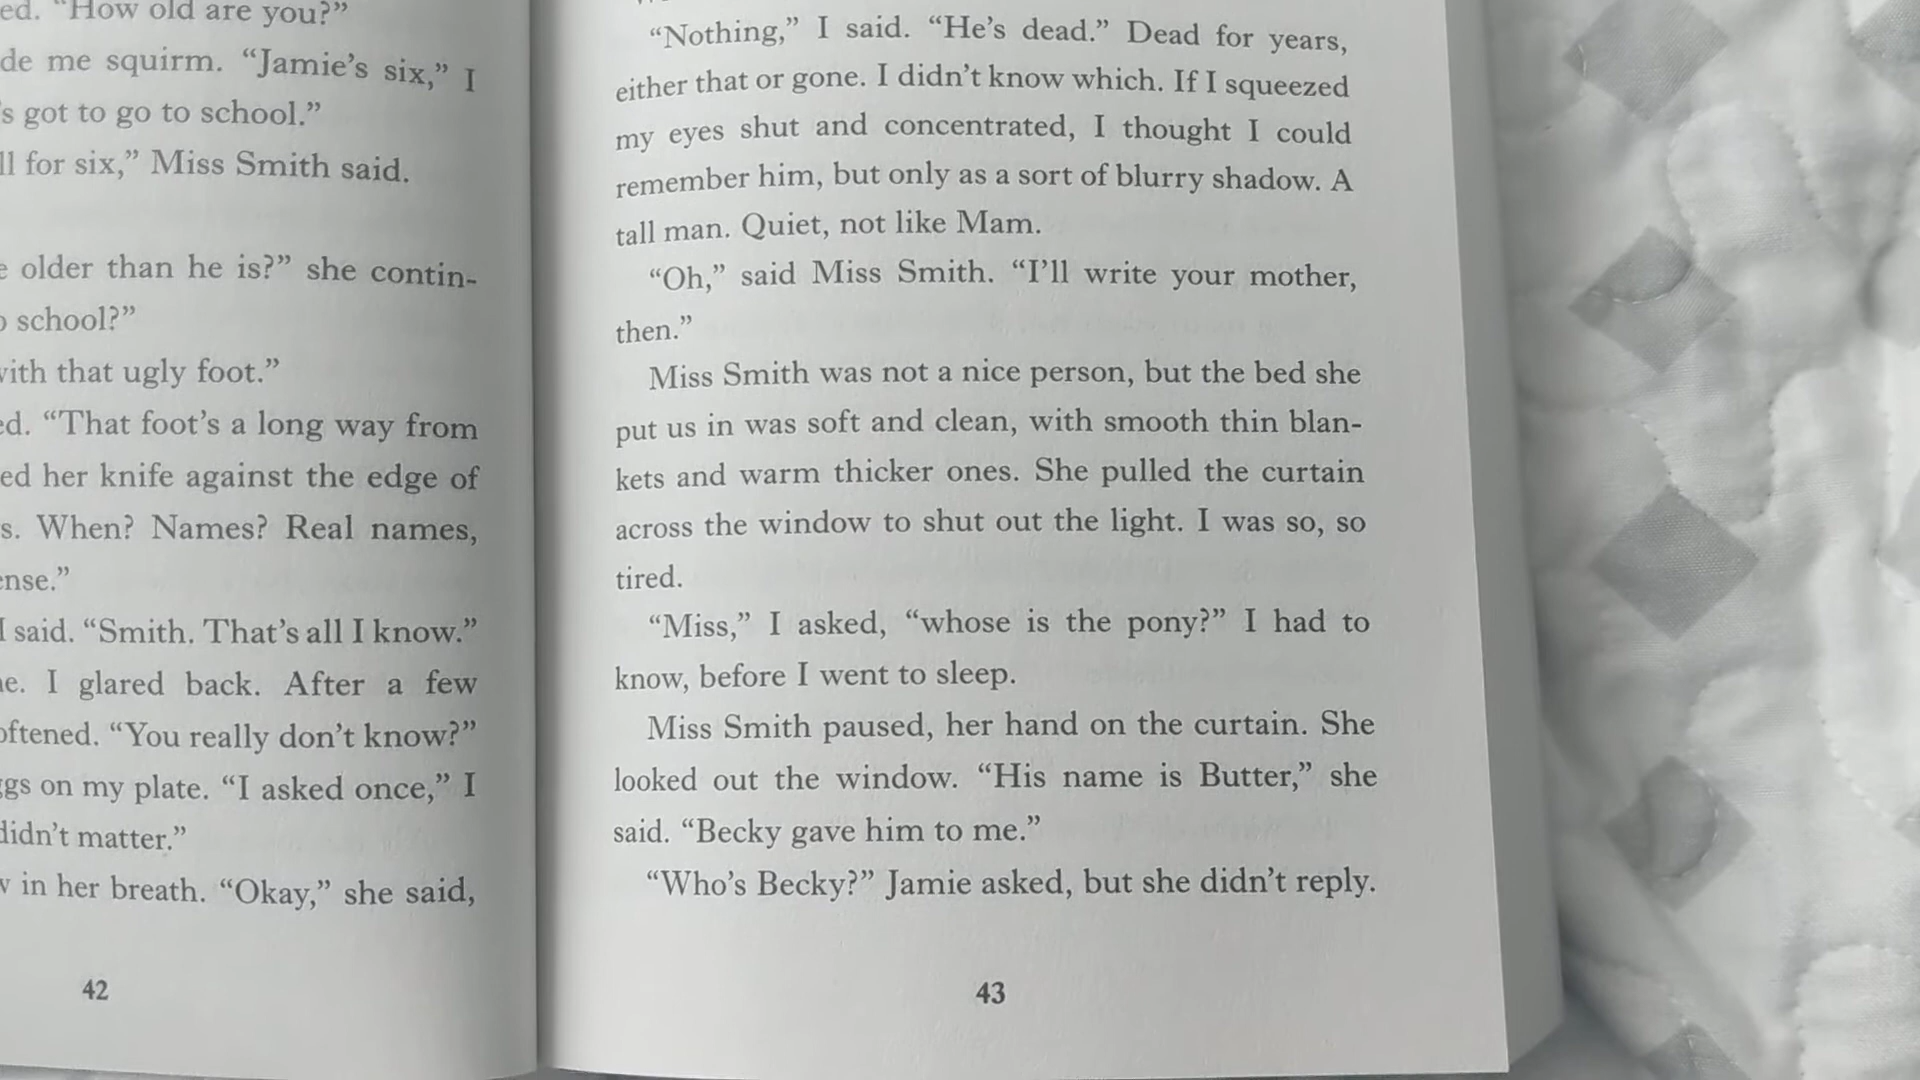 "How old are you?"
me squirm. "Jamie's six," I
got to go to school."
for six," Miss Smith said.
older than he is?" she contin-
school?"
with that ugly foot."
"That foot's a long way from
her knife against the edge of
When? Names? Real names,
I said. "Smith. That's all I know."
I glared back. After a few
"You really don't know?"
on my plate. "I asked once," I
didn't matter."
in her breath. "Okay," she said,
42
"Nothing," I said. "He's dead." Dead for years,
either that or gone. I didn't know which. If I squeezed
my eyes shut and concentrated, I thought I could
remember him, but only as a sort of blurry shadow. A
tall man. Quiet, not like Mam.
"Oh," said Miss Smith. "I'll write your mother,
then."
Miss Smith was not a nice person, but the bed she
put us in was soft and clean, with smooth thin blan-
kets and warm thicker ones. She pulled the curtain
across the window to shut out the light. I was so, so
tired.
"Miss," I asked, "whose is the pony?" I had to
know, before I went to sleep.
Miss Smith paused, her hand on the curtain. She
looked out the window. "His name is Butter," she
said. "Becky gave him to me."
"Who's Becky?" Jamie asked, but she didn't reply.
43